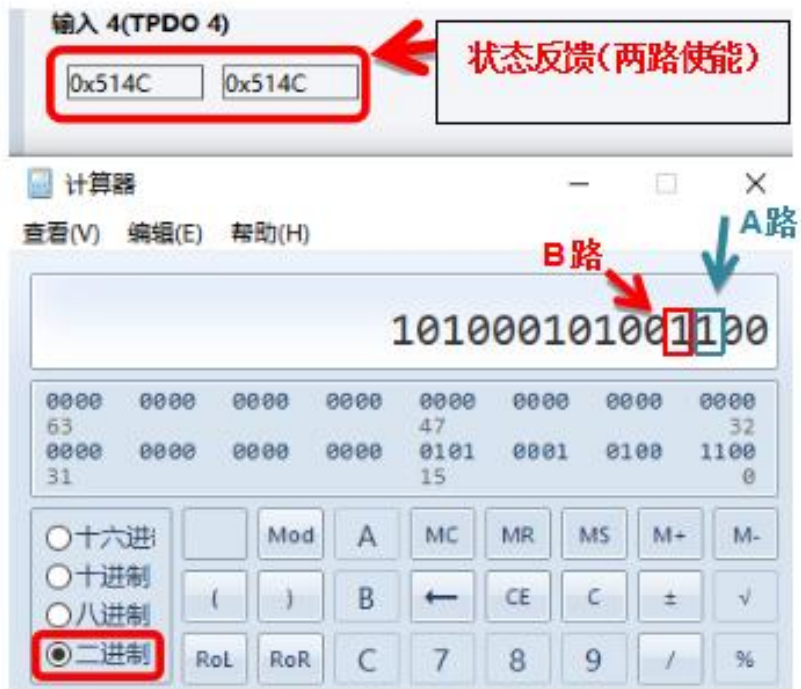 输入 4(TPDO 4)
0x514C 0x514C
状态反馈(两路使能)
计算器
查看(V) 编辑(E) 帮助(H)
A路
B路
101000101001100
0000 0000 0000 0000 0000 0000 0000 0000
63 47 32
0000 0000 0000 0000 0101 0001 0100 1100
31 15 0
十六进制 Mod A MC MR MS M+ M-
十进制
八进制 ( ) B ← CE C ± √
二进制 RoL RoR C 7 8 9 / %